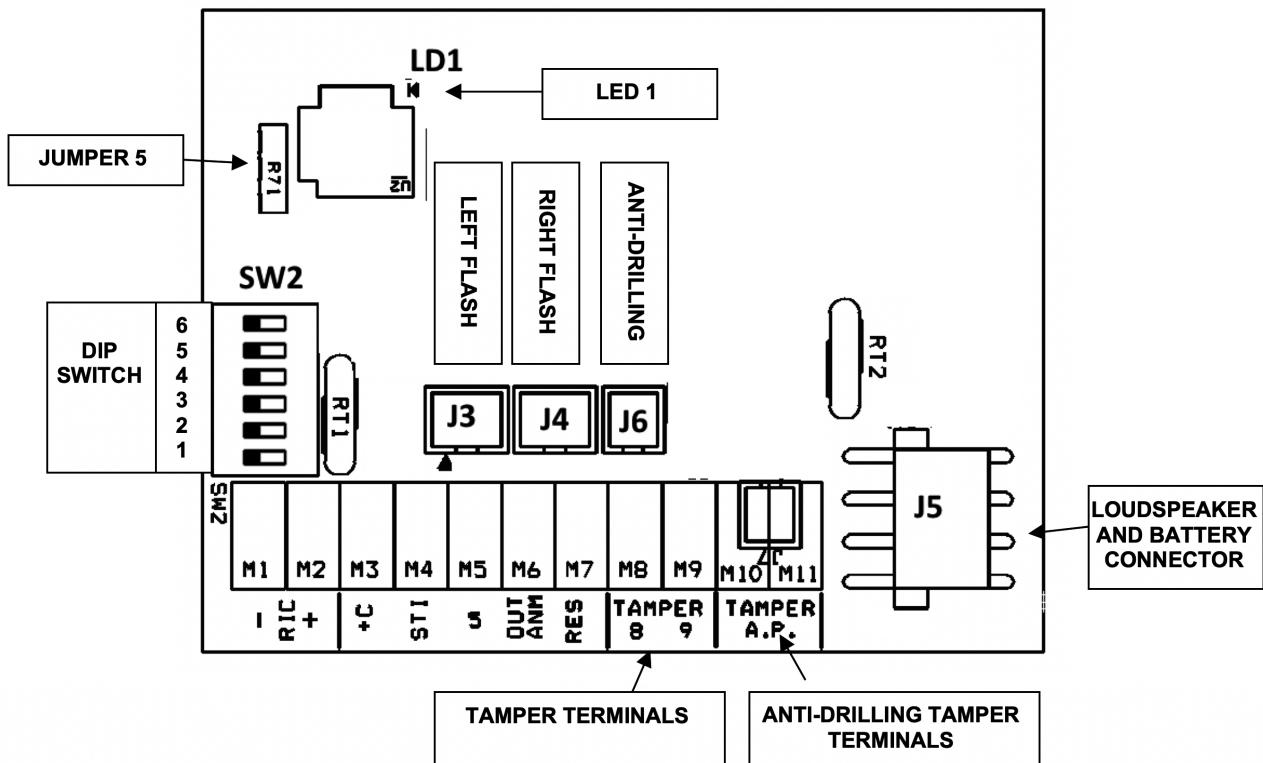 LD1
LED 1
JUMPER 5
R71
U2
LEFT FLASH
RIGHT FLASH
ANTI-DRILLING
SW2
DIP
SWITCH
6
5
4
3
2
1
RT1
J3
J4
J6
RT2
J5
LOUDSPEAKER
AND BATTERY
CONNECTOR
SW2
J7
M1 M2 M3 M4 M5 M6 M7 M8 M9 M10 M11
- RIC +
+C
STI
5
OUT
ANM
RES
TAMPER
8 9
TAMPER
A.P.
TAMPER TERMINALS
ANTI-DRILLING TAMPER
TERMINALS